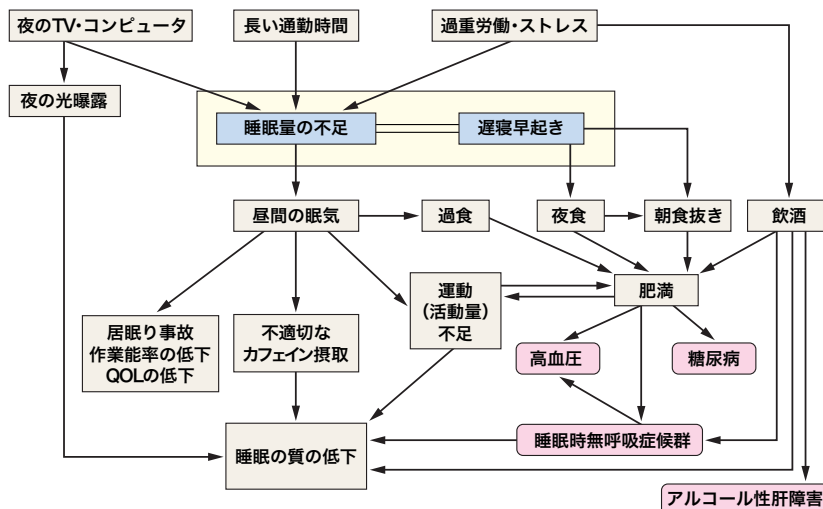 夜のTV・コンピュータ
長い通勤時間
過重労働・ストレス
夜の光曝露
睡眠量の不足
遅寝早起き
昼間の眠気
過食
夜食
朝食抜き
飲酒
運動
（活動量）
不足
肥満
居眠り事故
作業能率の低下
QOLの低下
不適切な
カフェイン摂取
高血圧
糖尿病
睡眠の質の低下
睡眠時無呼吸症候群
アルコール性肝障害